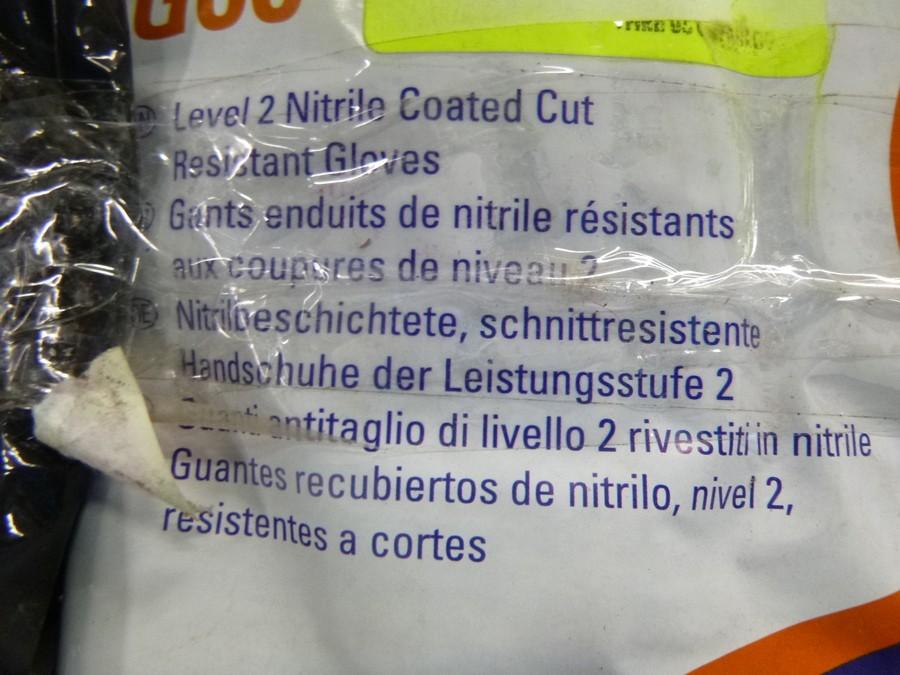 G60
Level 2 Nitrile Coated Cut
Resistant Gloves
Gants enduits de nitrile résistants
aux coupures de niveau 2
Nitrilbeschichtete, schnittresistente
Handschuhe der Leistungsstufe 2
Guanti antitaglio di livello 2 rivestiti in nitrile
Guantes recubiertos de nitrilo, nivel 2,
resistentes a cortes